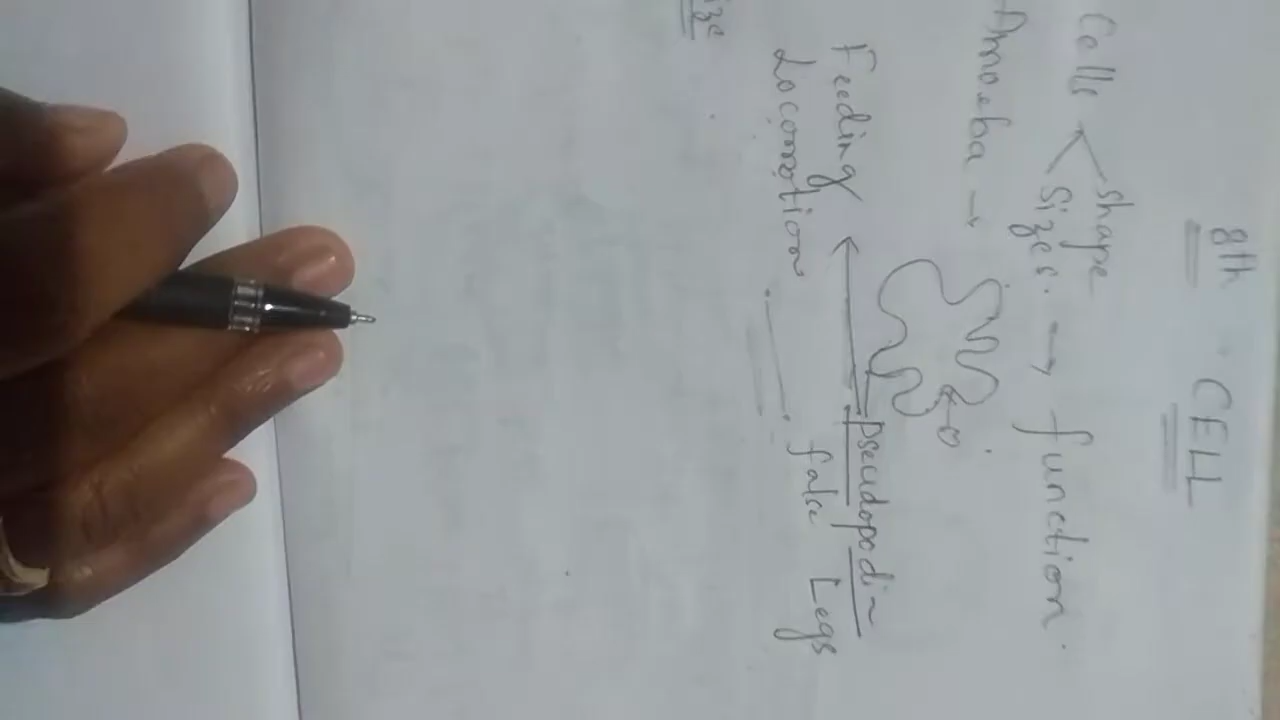 8th CELL
Cells shape
Sizes. → function.
Amoeba →
Feeding ← pseudopodia
Locomotion false Legs